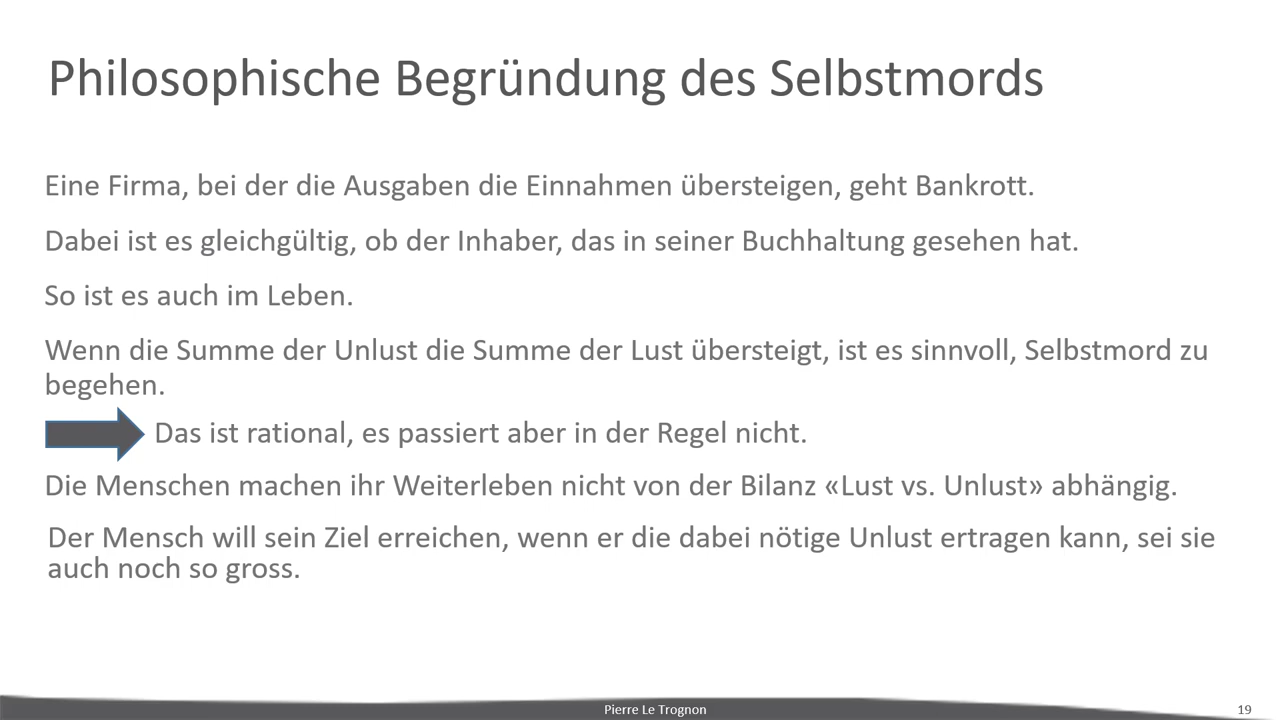 Philosophische Begründung des Selbstmords
Eine Firma, bei der die Ausgaben die Einnahmen übersteigen, geht Bankrott.
Dabei ist es gleichgültig, ob der Inhaber, das in seiner Buchhaltung gesehen hat.
So ist es auch im Leben.
Wenn die Summe der Unlust die Summe der Lust übersteigt, ist es sinnvoll, Selbstmord zu
begehen.
Das ist rational, es passiert aber in der Regel nicht.
Die Menschen machen ihr Weiterleben nicht von der Bilanz «Lust vs. Unlust» abhängig.
Der Mensch will sein Ziel erreichen, wenn er die dabei nötige Unlust ertragen kann, sei sie
auch noch so gross.
Pierre Le Trognon
19